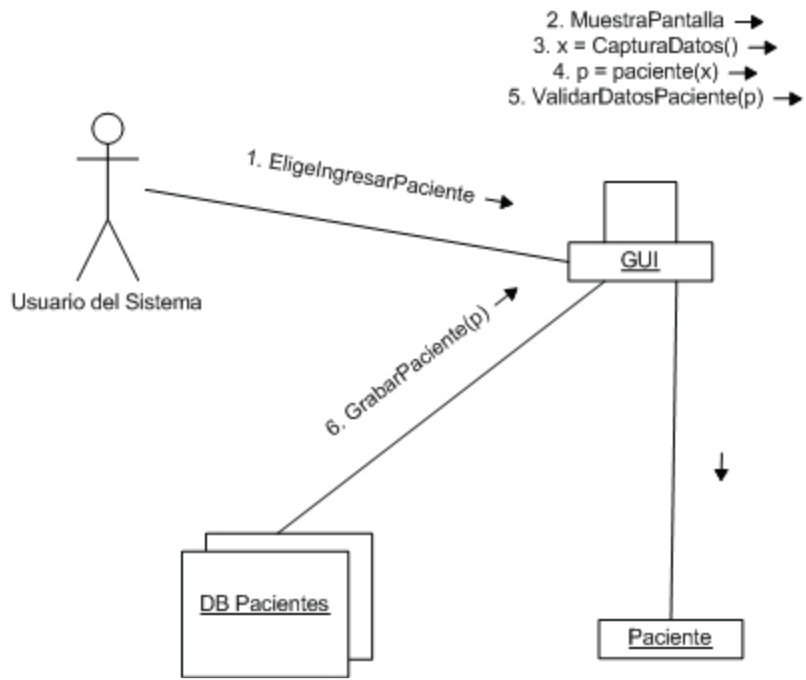 2. MuestraPantalla
3. x = CapturaDatos()
4. p = paciente(x)
5. ValidarDatosPaciente(p)
1. EligeIngresarPaciente
GUI
Usuario del Sistema
6. GrabarPaciente(p)
DB Pacientes
Paciente